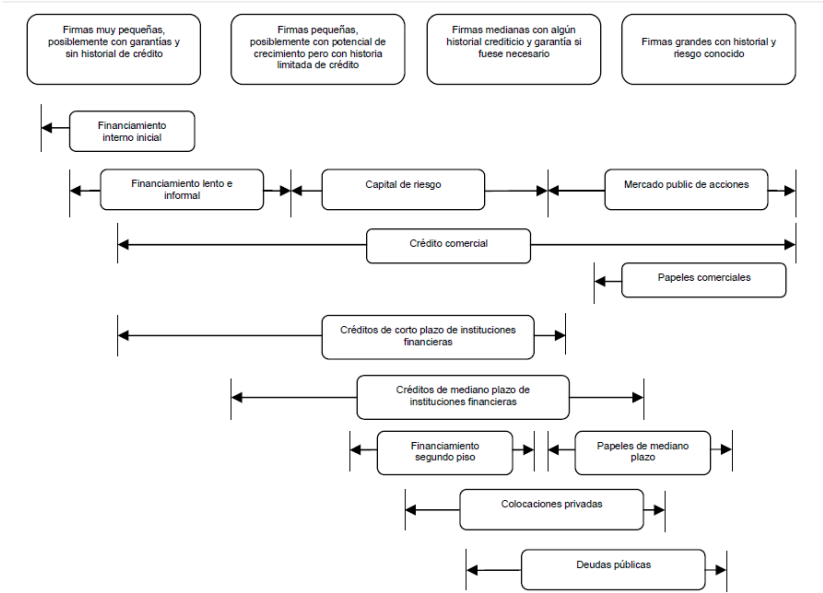 Firmas muy pequeñas,
posiblemente con garantías y
sin historial de crédito
Firmas pequeñas,
posiblemente con potencial de
crecimiento pero con historia
limitada de crédito
Firmas medianas con algún
historial crediticio y garantía si
fuese necesario
Firmas grandes con historial y
riesgo conocido
Financiamiento
interno inicial
Financiamiento lento e
informal
Capital de riesgo
Mercado public de acciones
Crédito comercial
Papeles comerciales
Créditos de corto plazo de instituciones
financieras
Créditos de mediano plazo de
instituciones financieras
Financiamiento
segundo piso
Papeles de mediano
plazo
Colocaciones privadas
Deudas públicas